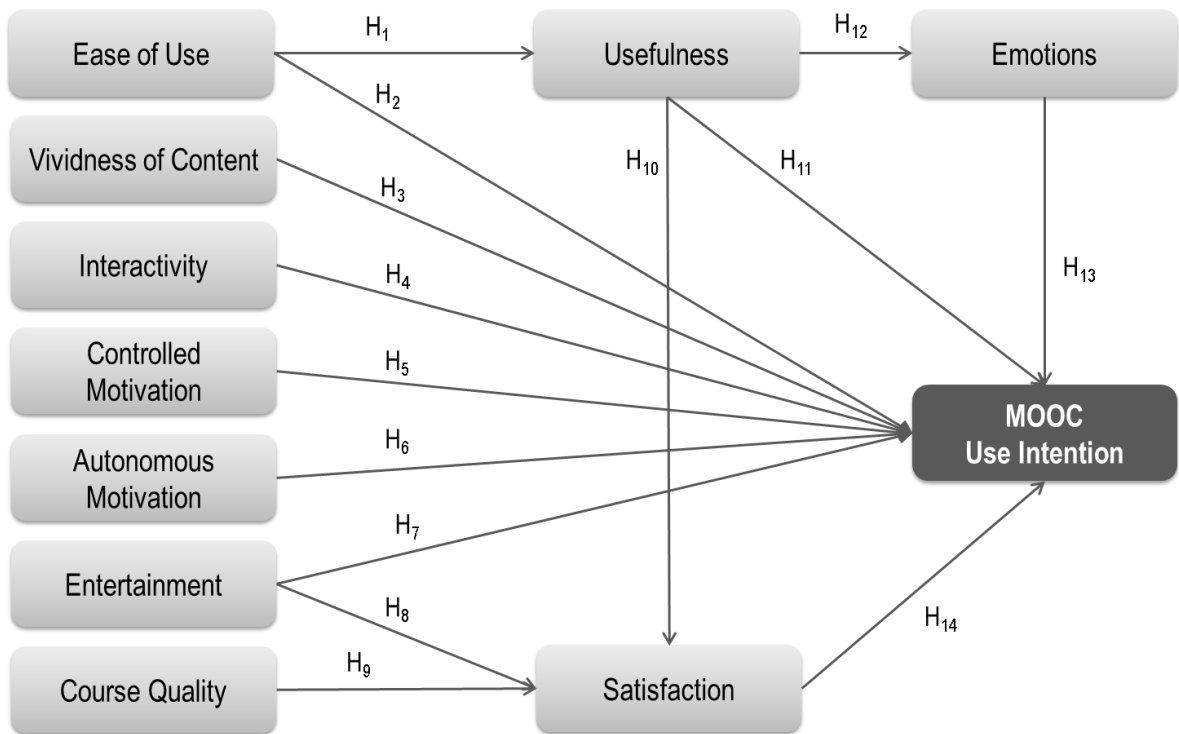 Ease of Use
H1
Usefulness
H12
Emotions
H2
Vividness of Content
H3
H10
H11
Interactivity
H4
H13
Controlled
Motivation
H5
MOOC
Use Intention
Autonomous
Motivation
H6
H7
Entertainment
H8
H14
Course Quality
H9
Satisfaction